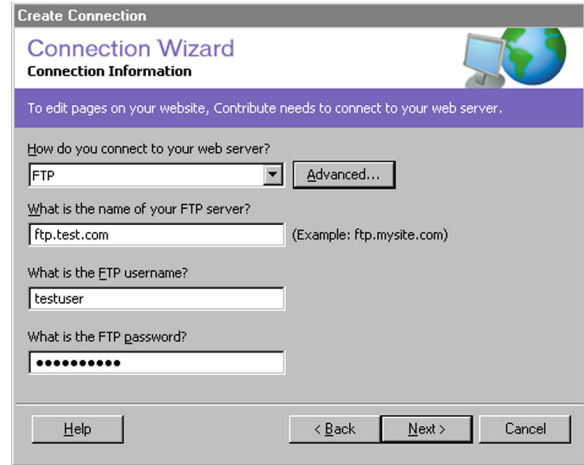 Create Connection
Connection Wizard
Connection Information
To edit pages on your website, Contribute needs to connect to your web server.
How do you connect to your web server?
FTP
Advanced...
What is the name of your FTP server?
ftp.test.com (Example: ftp.mysite.com)
What is the FTP username?
testuser
What is the FTP password?
●●●●●●●●●●
Help < Back Next > Cancel